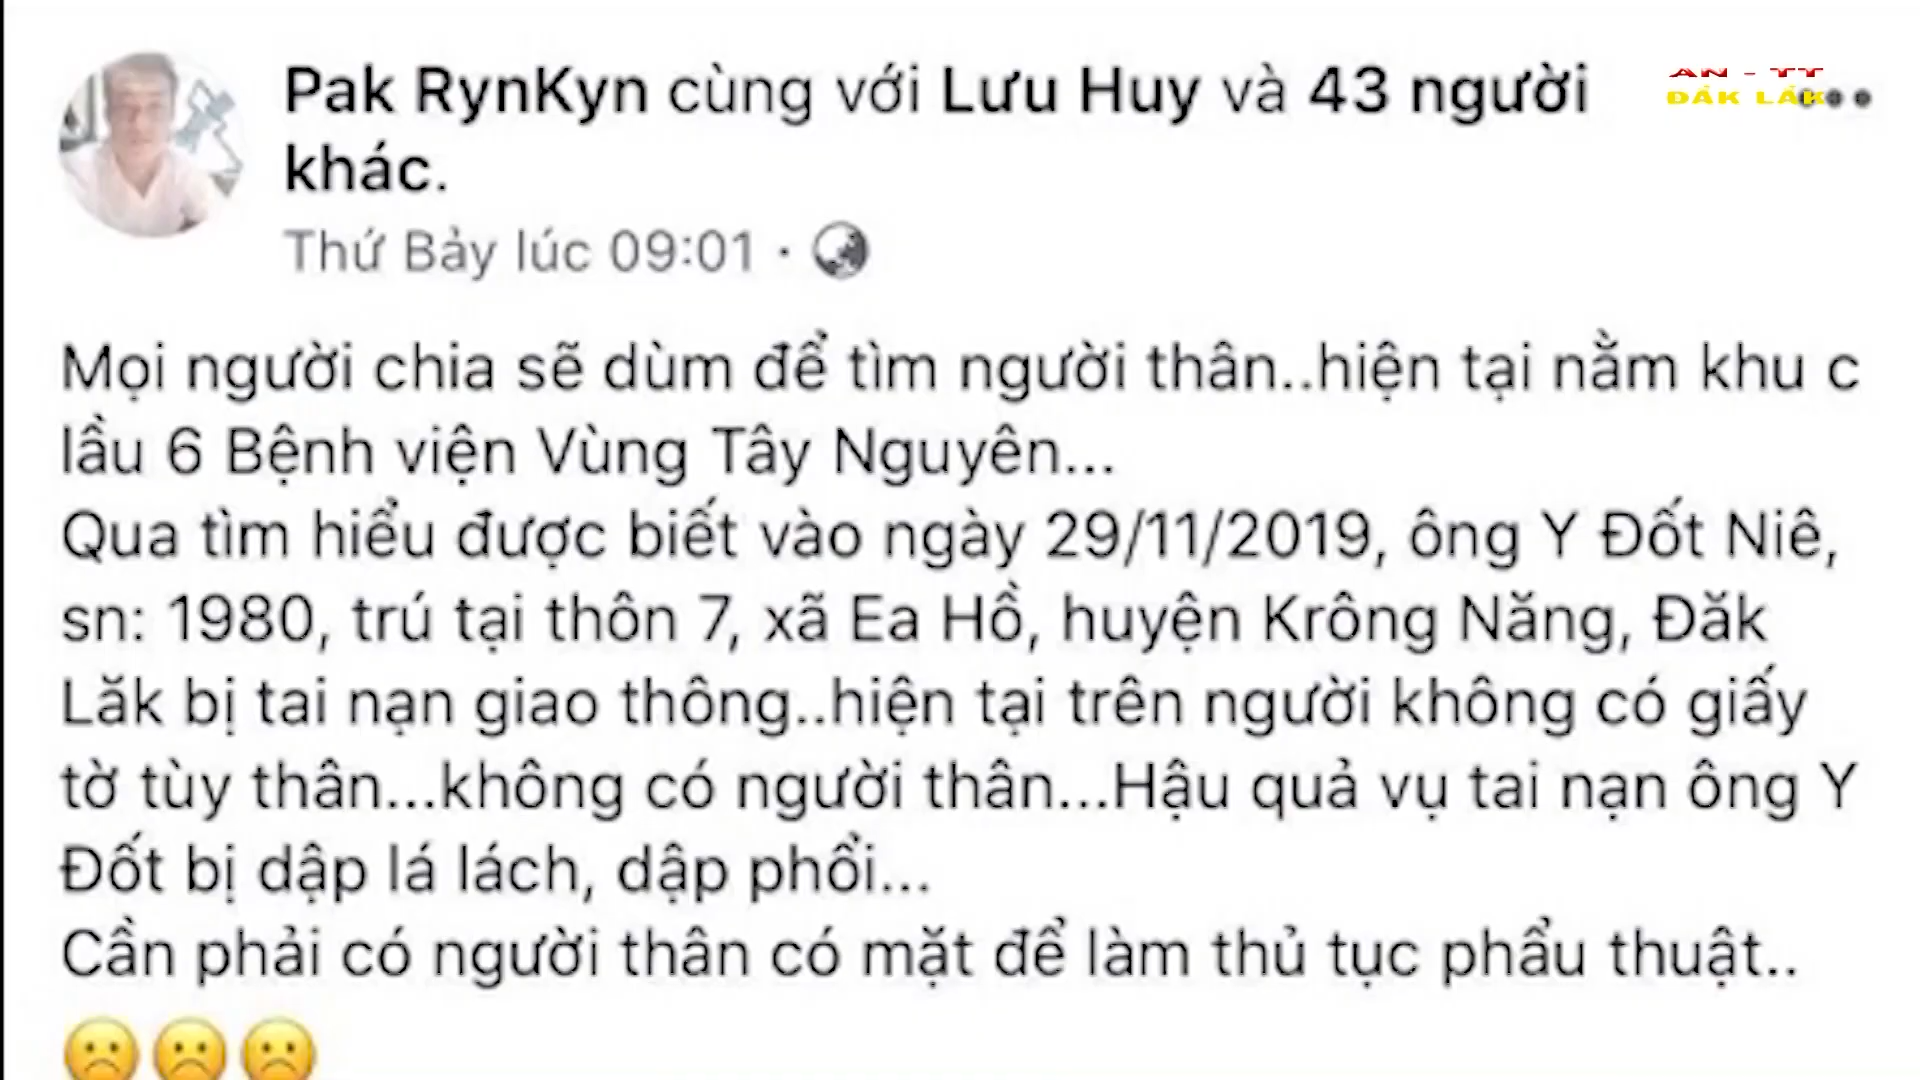 Pak RynKyn cùng với Lưu Huy và 43 người
khác.
AN - TT
ĐẮK LẮK
Thứ Bảy lúc 09:01 ·
Mọi người chia sẽ dùm để tìm người thân..hiện tại nằm khu c
lầu 6 Bệnh viện Vùng Tây Nguyên...
Qua tìm hiểu được biết vào ngày 29/11/2019, ông Y Đốt Niê,
sn: 1980, trú tại thôn 7, xã Ea Hồ, huyện Krông Năng, Đăk
Lăk bị tai nạn giao thông..hiện tại trên người không có giấy
tờ tùy thân...không có người thân...Hậu quả vụ tai nạn ông Y
Đốt bị dập lá lách, dập phổi...
Cần phải có người thân có mặt để làm thủ tục phẩu thuật..
☹️☹️☹️